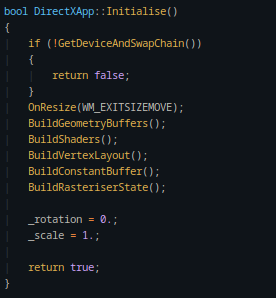 bool DirectXApp::Initialise()
{
    if (!GetDeviceAndSwapChain())
    {
        return false;
    }
    OnResize(WM_EXITSIZEMOVE);
    BuildGeometryBuffers();
    BuildShaders();
    BuildVertexLayout();
    BuildConstantBuffer();
    BuildRasteriserState();

    _rotation = 0.;
    _scale = 1.;

    return true;
}